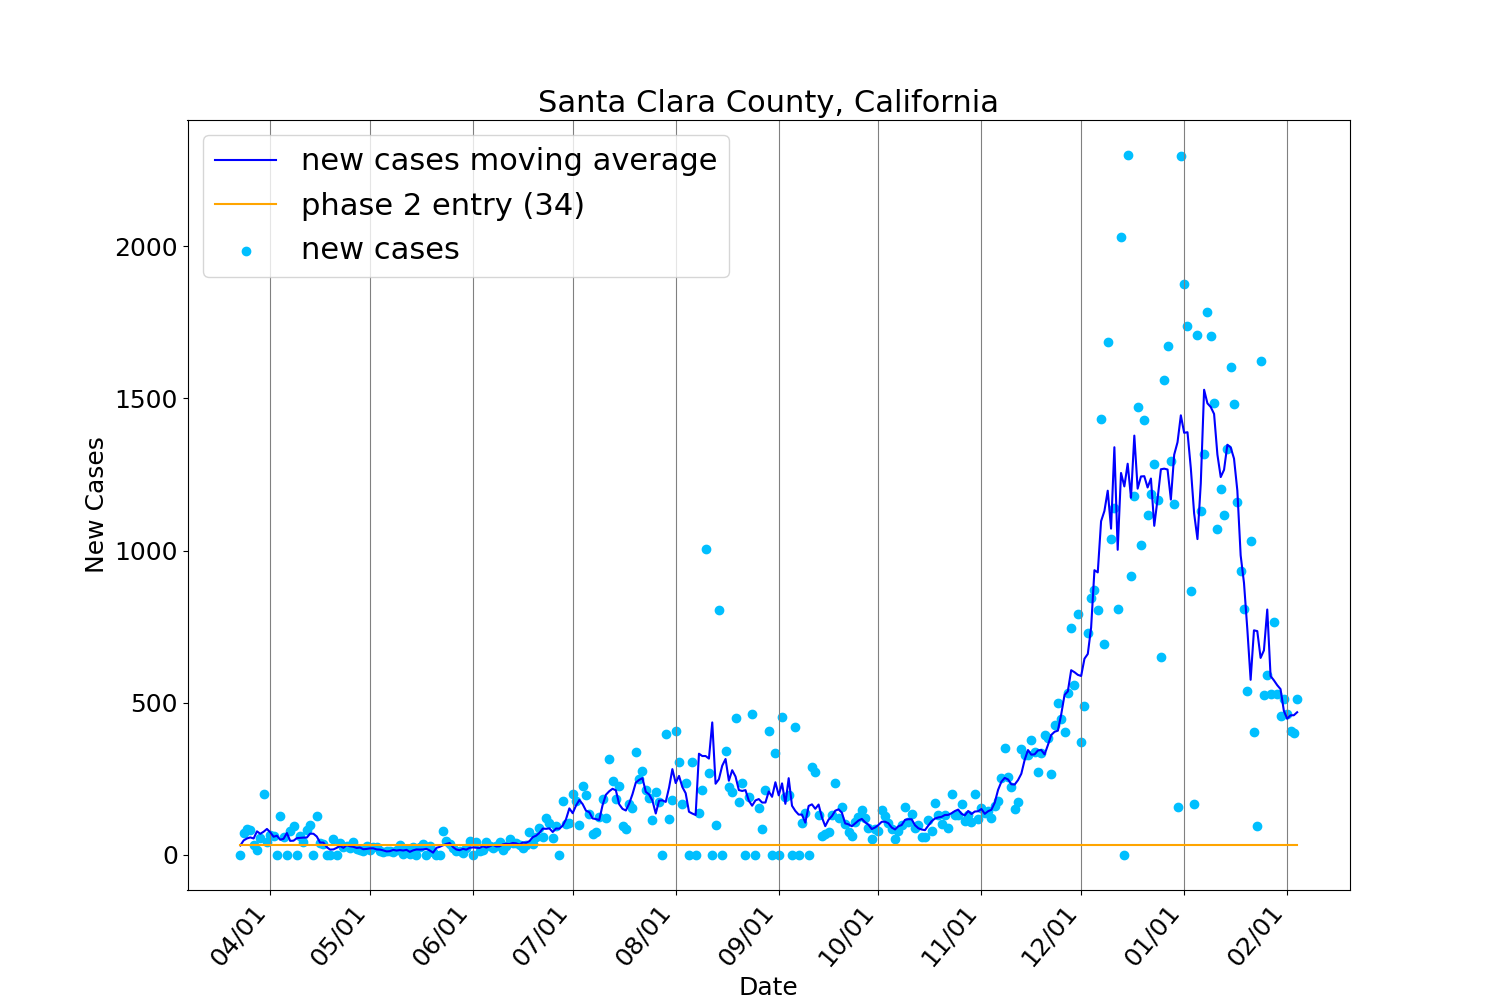 Santa Clara County, California
new cases moving average
phase 2 entry (34)
new cases
New Cases
2000
1500
1000
500
0
04/01
05/01
06/01
07/01
08/01
09/01
10/01
11/01
12/01
01/01
02/01
Date